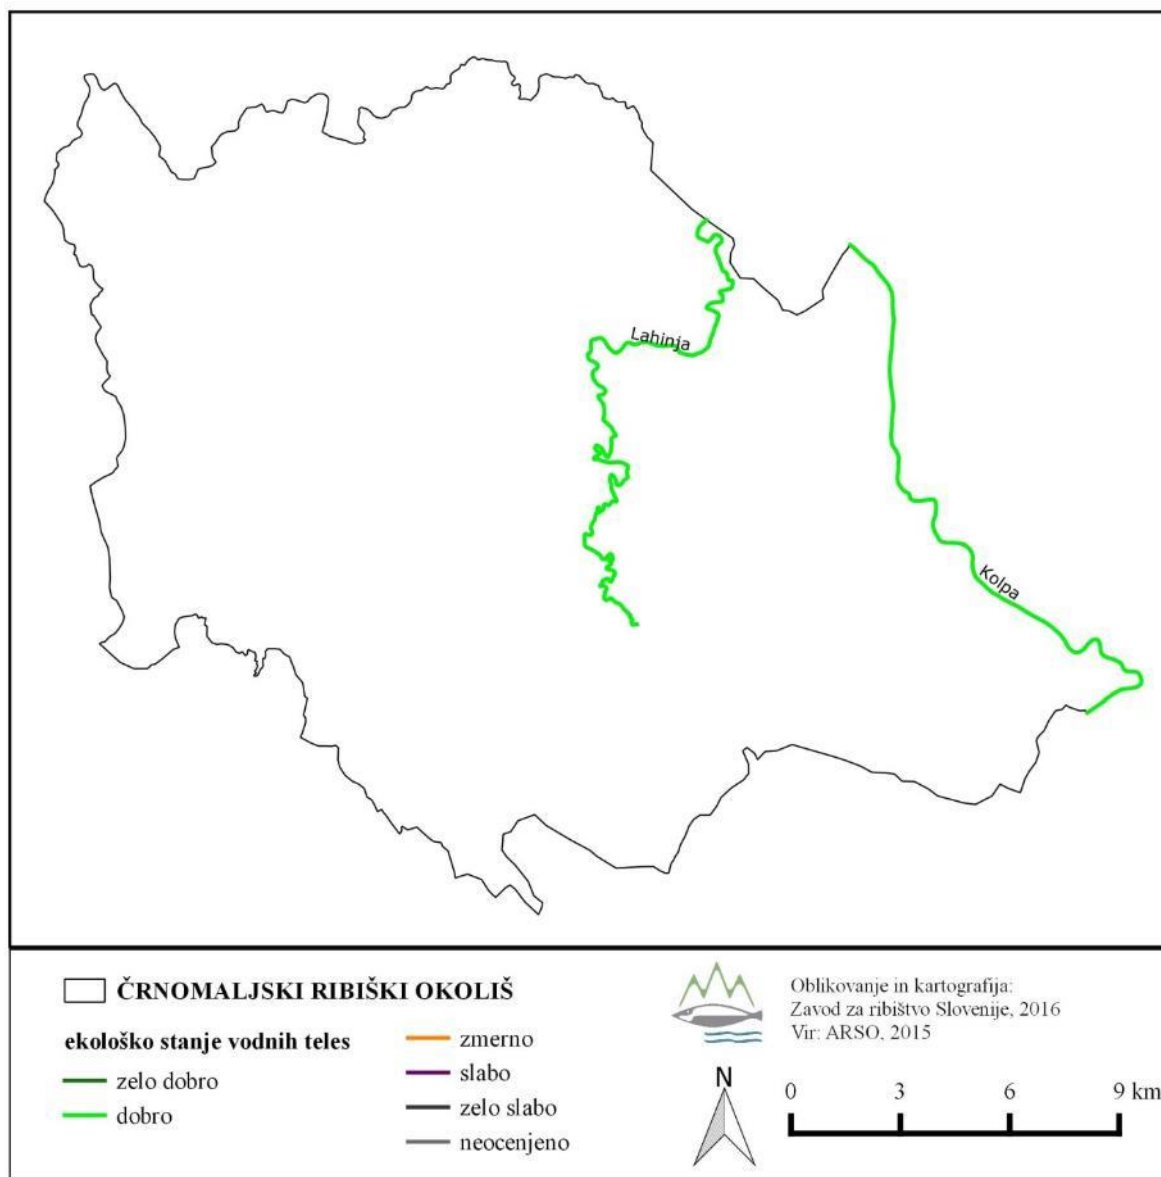 Lahinja
Kolpa
ČRNOMALJSKI RIBIŠKI OKOLIŠ
ekološko stanje vodnih teles
zelo dobro
dobro
zmerno
slabo
zelo slabo
neocenjeno
Oblikovanje in kartografija:
Zavod za ribištvo Slovenije, 2016
Vir: ARSO, 2015
N
0 3 6 9 km